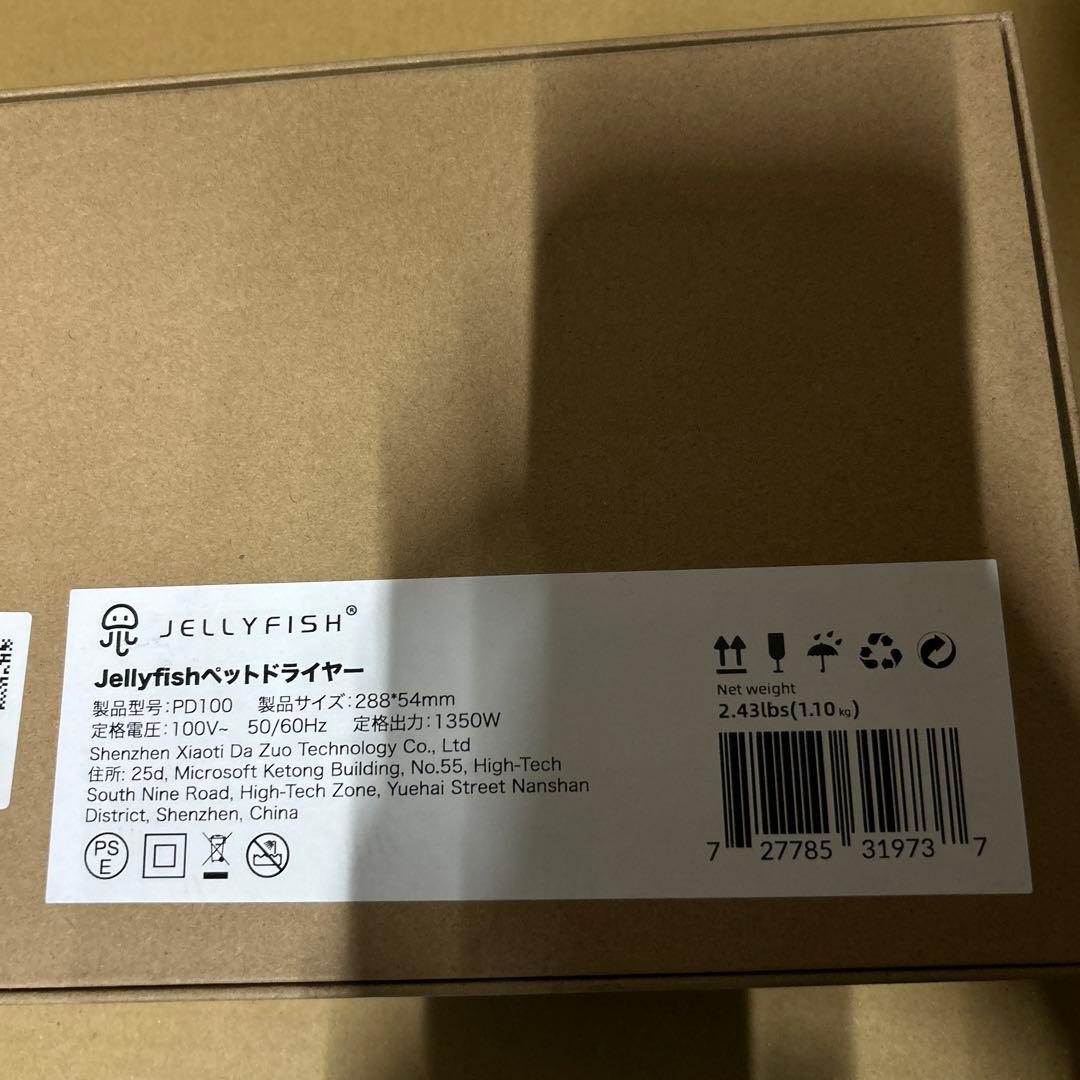 JELLYFISH®
Jellyfishペットドライヤー
製品型号:PD100 製品サイズ:288*54mm
定格電圧:100V~ 50/60Hz 定格出力:1350W
Shenzhen Xiaoti Da Zuo Technology Co., Ltd
住所: 25d, Microsoft Ketong Building, No.55, High-Tech
South Nine Road, High-Tech Zone, Yuehai Street Nanshan
District, Shenzhen, China
PS
E
Net weight
2.43lbs(1.10 kg)
7 27785 31973 7